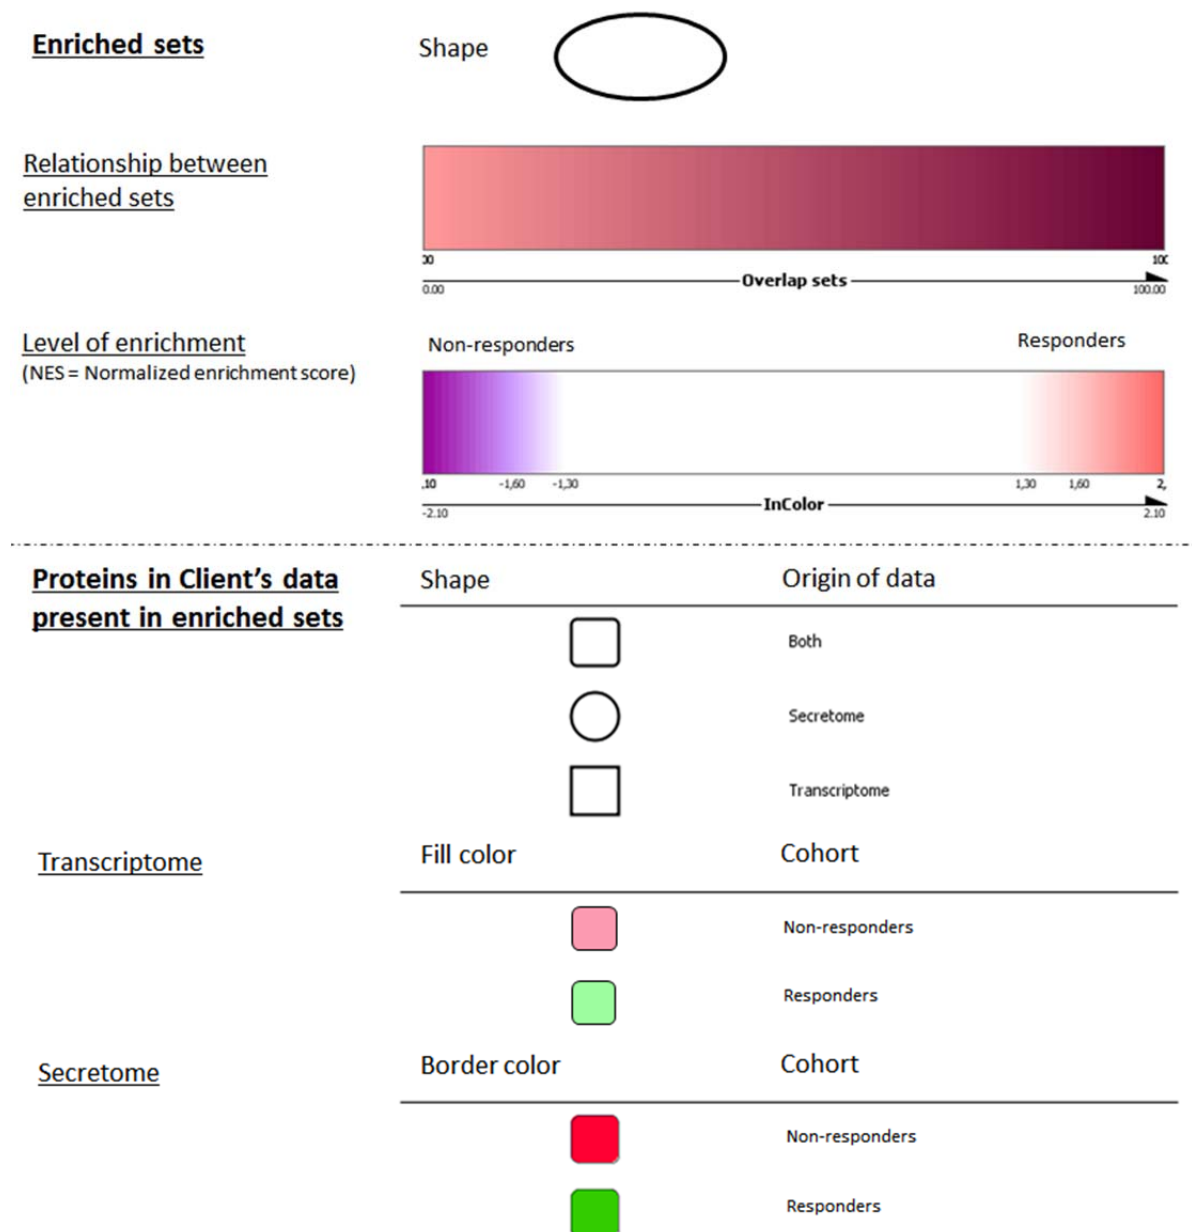 Enriched sets
Shape
Relationship between
enriched sets
00 100
Overlap sets
0.00 100.00
Level of enrichment
(NES = Normalized enrichment score)
Non-responders Responders
.10 -1,60 -1,30 1,30 1,60 2,
InColor
-2.10 2.10
Proteins in Client's data
present in enriched sets
Shape Origin of data
Both
Secretome
Transcriptome
Transcriptome
Fill color Cohort
Non-responders
Responders
Secretome
Border color Cohort
Non-responders
Responders